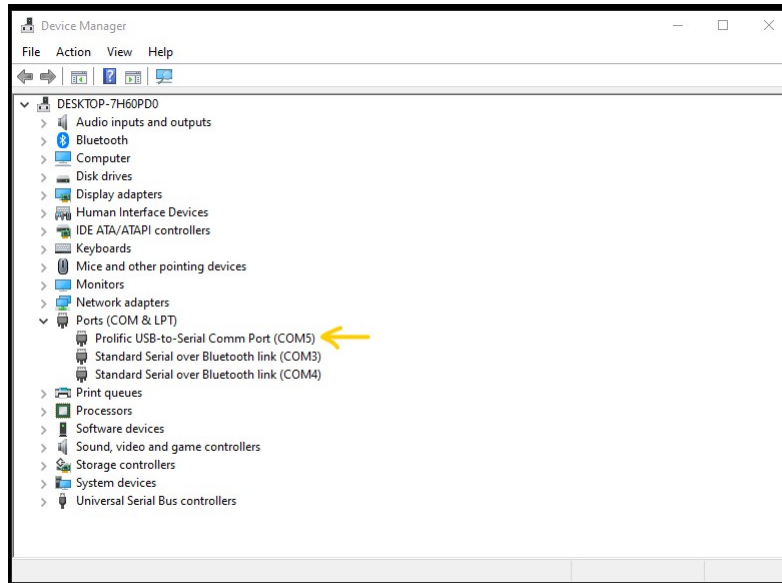 Device Manager
File Action View Help
DESKTOP-7H60PD0
Audio inputs and outputs
Bluetooth
Computer
Disk drives
Display adapters
Human Interface Devices
IDE ATA/ATAPI controllers
Keyboards
Mice and other pointing devices
Monitors
Network adapters
Ports (COM & LPT)
Prolific USB-to-Serial Comm Port (COM5)
Standard Serial over Bluetooth link (COM3)
Standard Serial over Bluetooth link (COM4)
Print queues
Processors
Software devices
Sound, video and game controllers
Storage controllers
System devices
Universal Serial Bus controllers